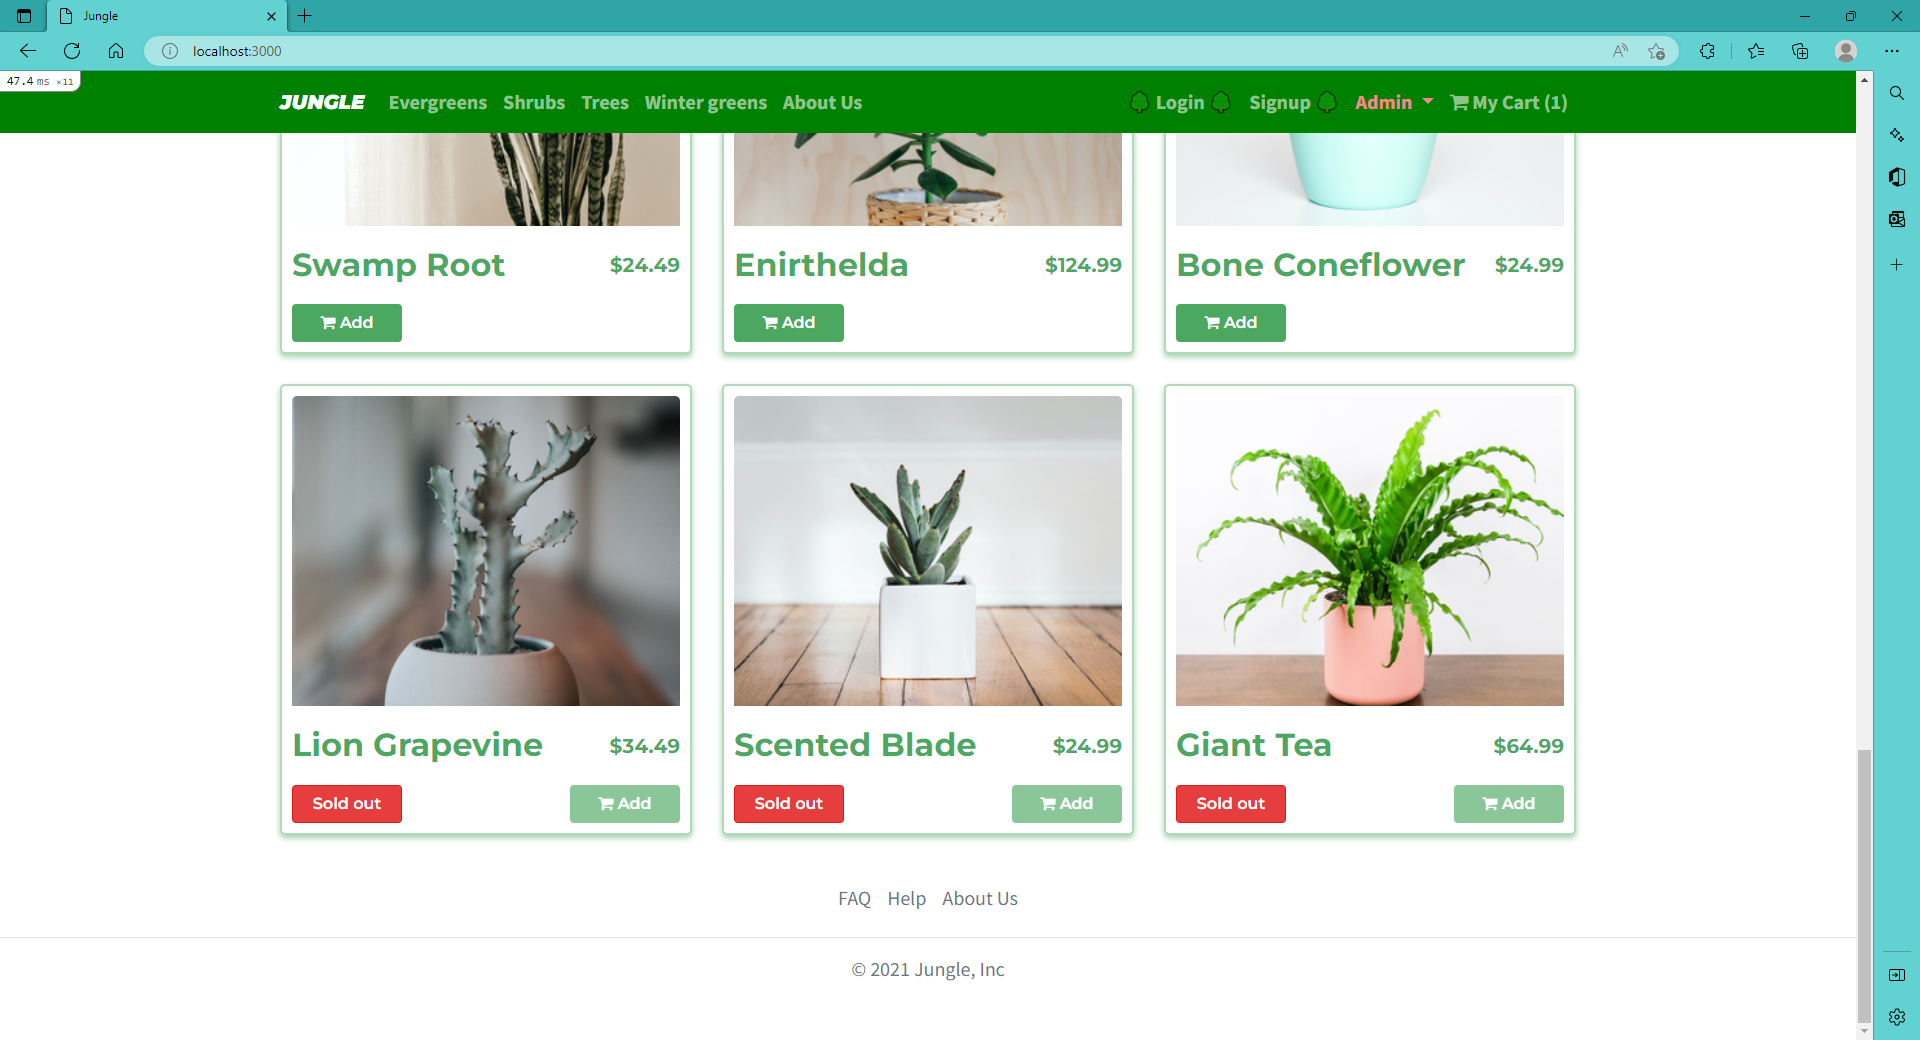 Jungle
localhost:3000
47.4 ms ×11
JUNGLE Evergreens Shrubs Trees Winter greens About Us Login Signup Admin My Cart (1)
Swamp Root $24.49
Add
Enirthelda $124.99
Add
Bone Coneflower $24.99
Add
Lion Grapevine $34.49
Sold out Add
Scented Blade $24.99
Sold out Add
Giant Tea $64.99
Sold out Add
FAQ Help About Us
© 2021 Jungle, Inc